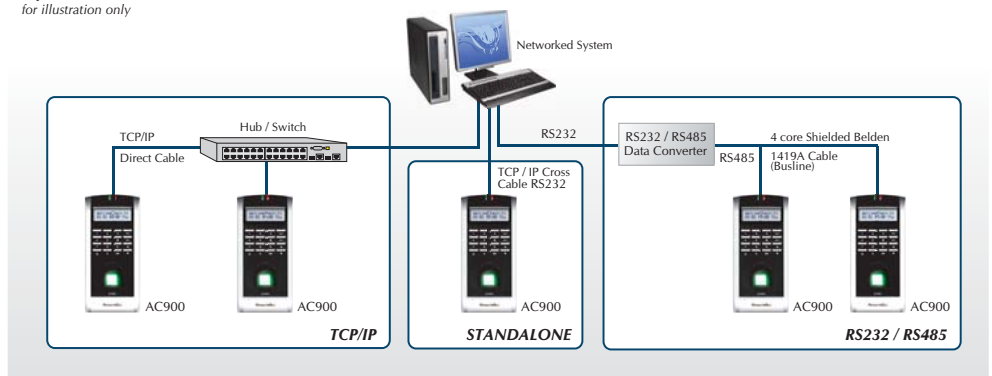 for illustration only
Networked System
TCP/IP
Direct Cable
Hub / Switch
AC900
AC900
TCP/IP
TCP / IP Cross
Cable RS232
AC900
STANDALONE
RS232
RS232 / RS485
Data Converter
RS485
4 core Shielded Belden
1419A Cable
(Busline)
AC900
AC900
RS232 / RS485